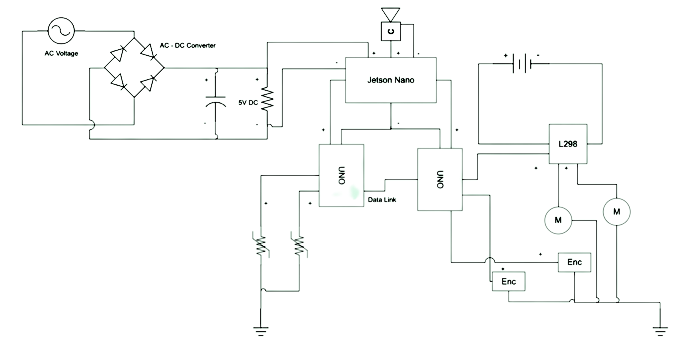 C
AC Voltage
AC - DC Converter
+ + -
+ -
+ -
Jetson Nano
+ +
5V DC
- -
+ - +
L298
UNO
UNO
+ +
Data Link
+ +
M
M
+
Enc
+
Enc